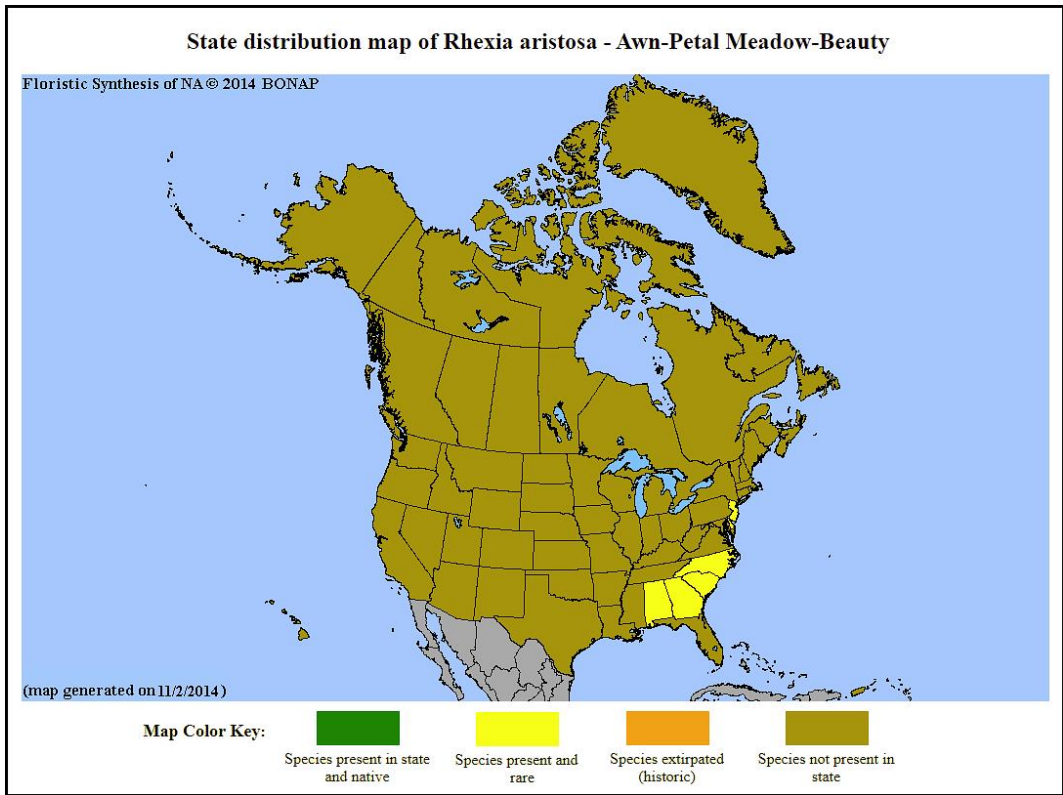 State distribution map of Rhexia aristosa - Awn-Petal Meadow-Beauty
Floristic Synthesis of NA © 2014 BONAP
(map generated on 11/2/2014)
Map Color Key:
Species present in state
and native
Species present and
rare
Species extirpated
(historic)
Species not present in
state